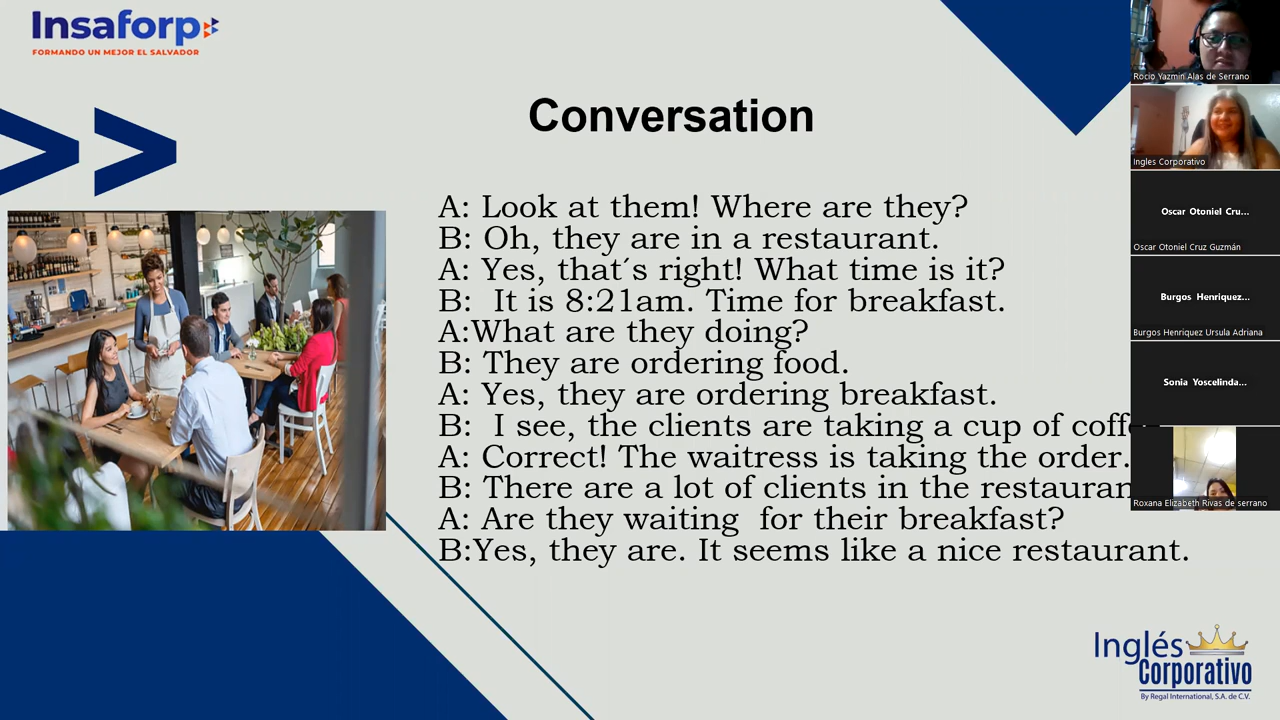 Insaforp
FORMANDO UN MEJOR EL SALVADOR
Conversation
A: Look at them! Where are they?
B: Oh, they are in a restaurant.
A: Yes, that´s right! What time is it?
B:  It is 8:21am. Time for breakfast.
A:What are they doing?
B: They are ordering food.
A: Yes, they are ordering breakfast.
B:  I see, the clients are taking a cup of
A: Correct! The waitress is taking the order.
B: There are a lot of clients in the
A: Are they waiting  for their breakfast?
B:Yes, they are. It seems like a nice restaurant.
Rocio Yazmin Alas de Serrano
Ingles Corporativo
Oscar Otoniel Cru...
Oscar Otoniel Cruz Guzmán
Burgos Henriquez...
Burgos Henriquez Ursula Adriana
Sonia Yoscelinda...
Roxana Elizabeth Rivas de serrano
Inglés
Corporativo
By Regal International, S.A. de C.V.